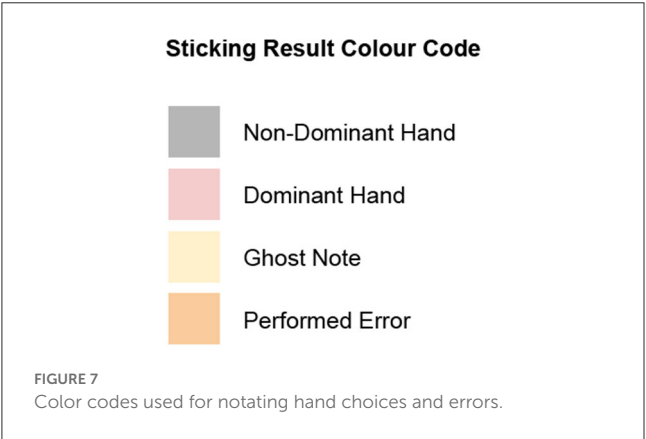 Sticking Result Colour Code
Non-Dominant Hand
Dominant Hand
Ghost Note
Performed Error
FIGURE 7
Color codes used for notating hand choices and errors.